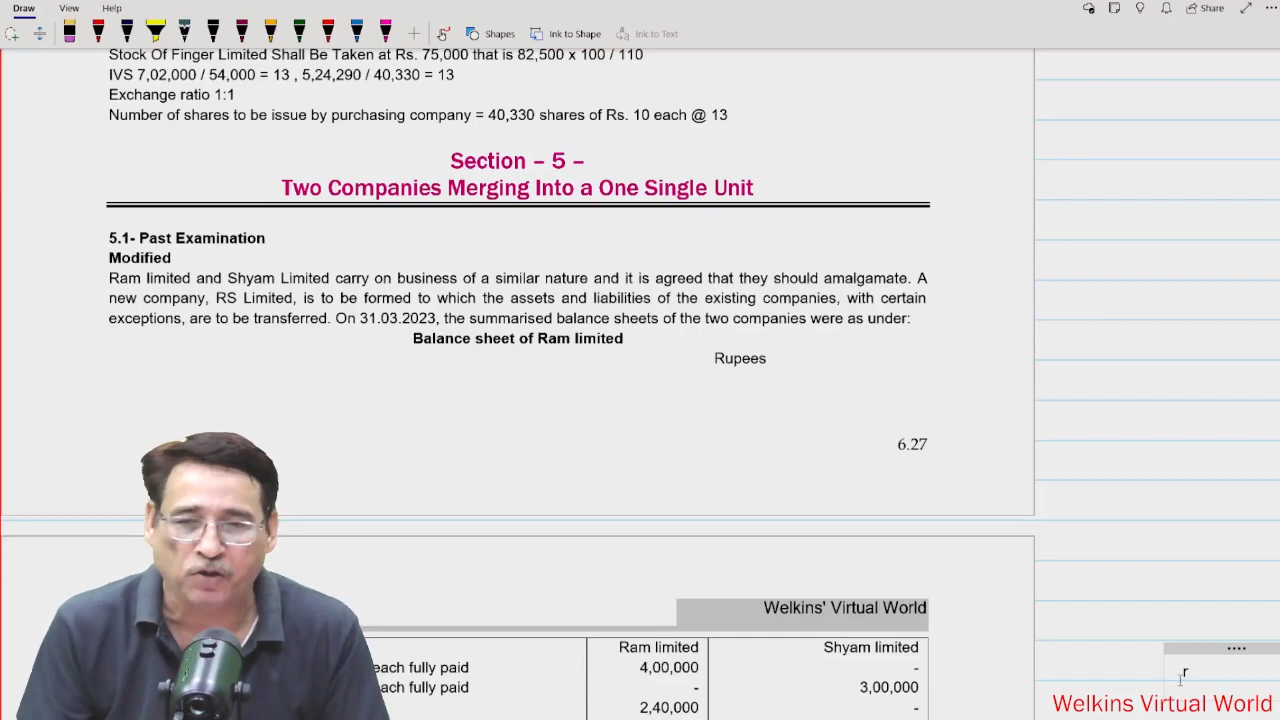 Draw View Help
Share
Shapes Ink to Shape Ink to Text
Stock Of Finger Limited Shall Be Taken at Rs. 75,000 that is 82,500 x 100 / 110
IVS 7,02,000 / 54,000 = 13 , 5,24,290 / 40,330 = 13
Exchange ratio 1:1
Number of shares to be issue by purchasing company = 40,330 shares of Rs. 10 each @ 13
Section – 5 –
Two Companies Merging Into a One Single Unit
5.1- Past Examination
Modified
Ram limited and Shyam Limited carry on business of a similar nature and it is agreed that they should amalgamate. A
new company, RS Limited, is to be formed to which the assets and liabilities of the existing companies, with certain
exceptions, are to be transferred. On 31.03.2023, the summarised balance sheets of the two companies were as under:
Balance sheet of Ram limited
Rupees
6.27
Welkins' Virtual World
Ram limited Shyam limited
each fully paid 4,00,000 -
each fully paid - 3,00,000
2,40,000 -
r
Welkins Virtual World